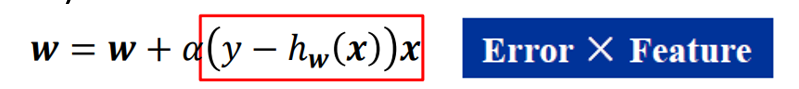 w = w + α(y − h_w(x))x
Error × Feature